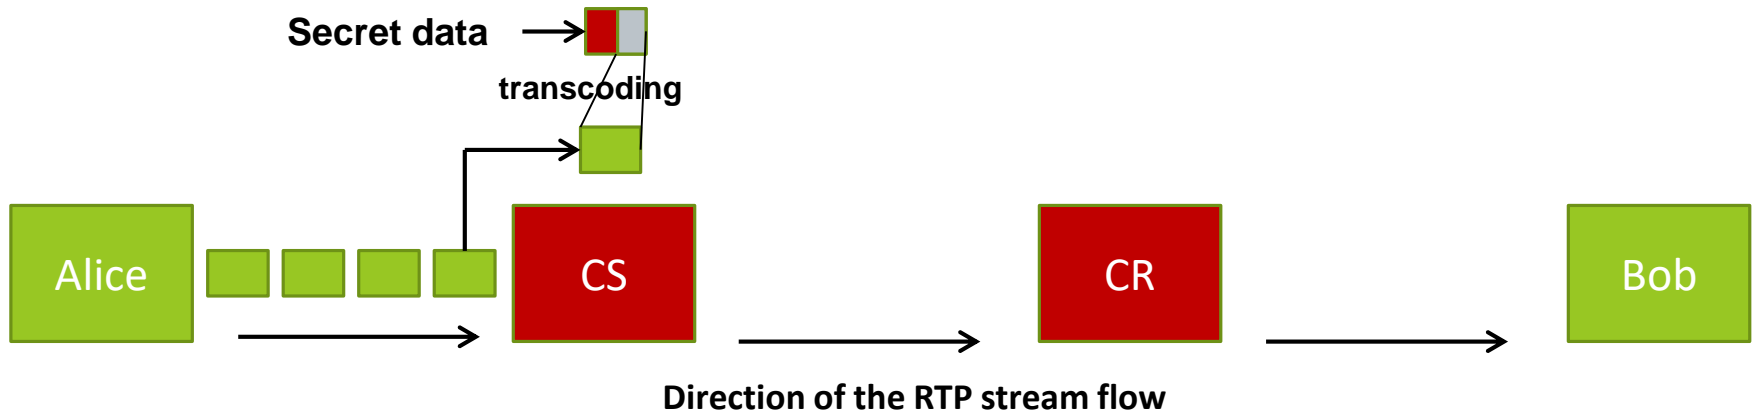 Secret data
transcoding
Alice
CS
CR
Bob
Direction of the RTP stream flow